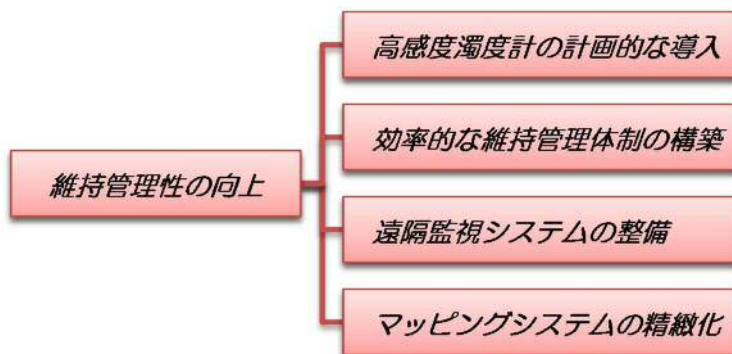 高感度濁度計の計画的な導入
効率的な維持管理体制の構築
維持管理性の向上
遠隔監視システムの整備
マッピングシステムの精緻化